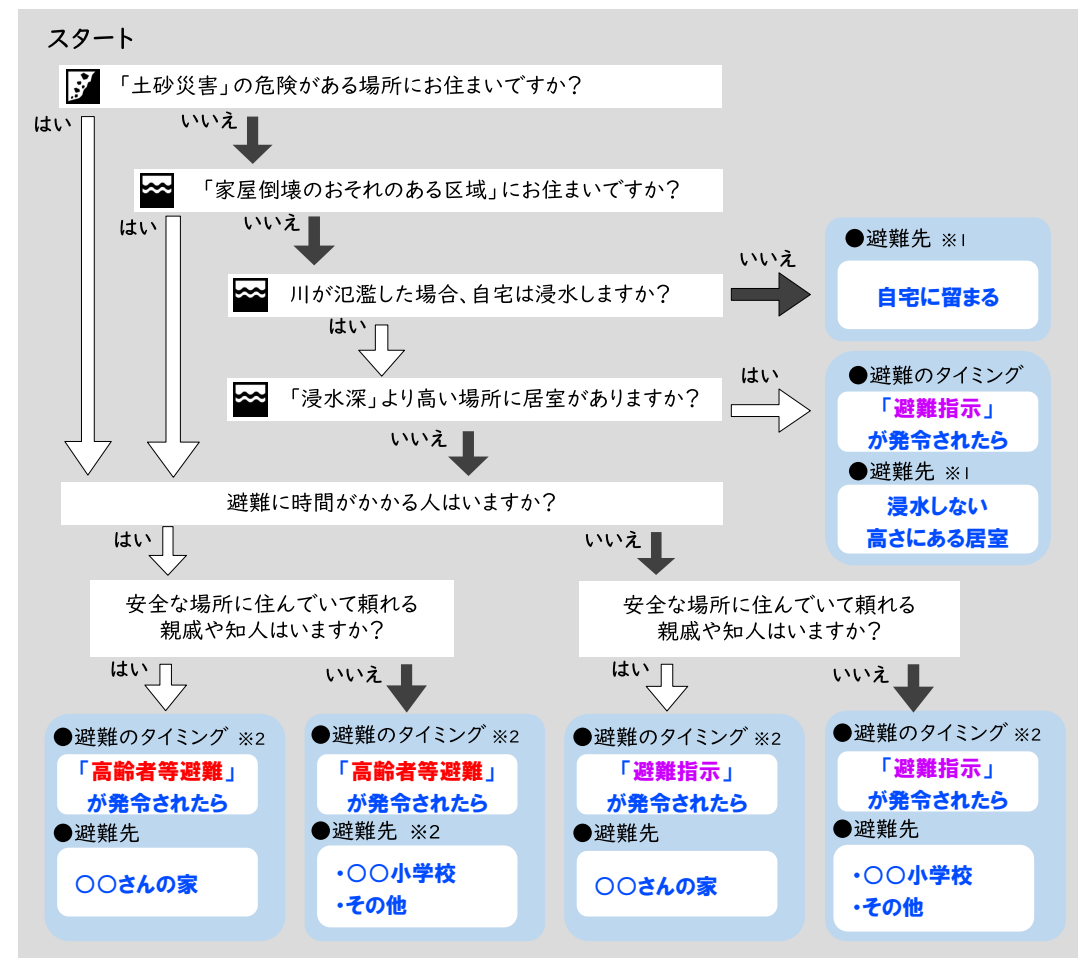 スタート
「土砂災害」の危険がある場所にお住まいですか？
はい
いいえ
「家屋倒壊のおそれのある区域」にお住まいですか？
はい
いいえ
川が氾濫した場合、自宅は浸水しますか？
いいえ
●避難先 ※1
自宅に留まる
はい
「浸水深」より高い場所に居室がありますか？
はい
●避難のタイミング
「避難指示」
が発令されたら
●避難先 ※1
浸水しない
高さにある居室
いいえ
避難に時間がかかる人はいますか？
はい
いいえ
安全な場所に住んでいて頼れる
親戚や知人はいますか？
安全な場所に住んでいて頼れる
親戚や知人はいますか？
はい
いいえ
はい
いいえ
●避難のタイミング ※2
「高齢者等避難」
が発令されたら
●避難先
○○さんの家
●避難のタイミング ※2
「高齢者等避難」
が発令されたら
●避難先 ※2
・○○小学校
・その他
●避難のタイミング ※2
「避難指示」
が発令されたら
●避難先
○○さんの家
●避難のタイミング ※2
「避難指示」
が発令されたら
●避難先
・○○小学校
・その他